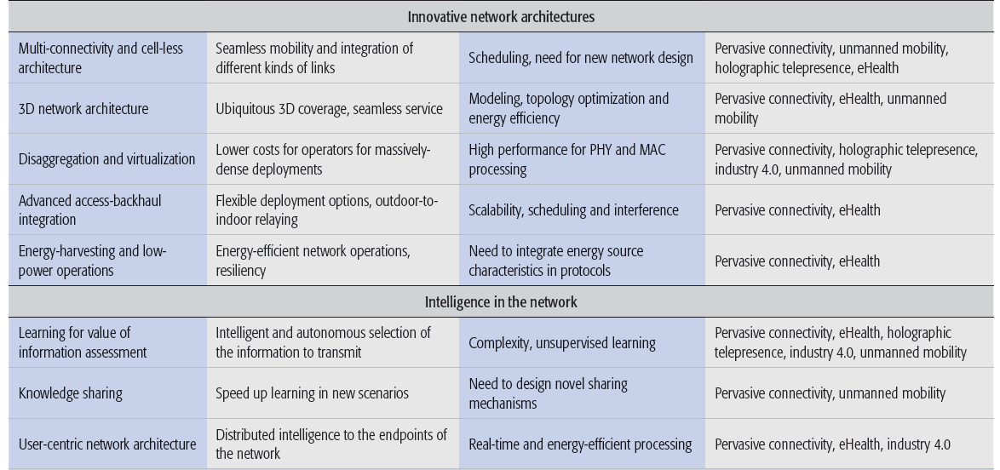 Innovative network architectures
Multi-connectivity and cell-less
architecture
Seamless mobility and integration of
different kinds of links
Scheduling, need for new network design
Pervasive connectivity, unmanned mobility,
holographic telepresence, eHealth
3D network architecture
Ubiquitous 3D coverage, seamless service
Modeling, topology optimization and
energy efficiency
Pervasive connectivity, eHealth, unmanned
mobility
Disaggregation and virtualization
Lower costs for operators for massively-
dense deployments
High performance for PHY and MAC
processing
Pervasive connectivity, holographic telepresence,
industry 4.0, unmanned mobility
Advanced access-backhaul
integration
Flexible deployment options, outdoor-to-
indoor relaying
Scalability, scheduling and interference
Pervasive connectivity, eHealth
Energy-harvesting and low-
power operations
Energy-efficient network operations,
resiliency
Need to integrate energy source
characteristics in protocols
Pervasive connectivity, eHealth
Intelligence in the network
Learning for value of
information assessment
Intelligent and autonomous selection of
the information to transmit
Complexity, unsupervised learning
Pervasive connectivity, eHealth, holographic
telepresence, industry 4.0, unmanned mobility
Knowledge sharing
Speed up learning in new scenarios
Need to design novel sharing
mechanisms
Pervasive connectivity, unmanned mobility
User-centric network architecture
Distributed intelligence to the endpoints of
the network
Real-time and energy-efficient processing
Pervasive connectivity, eHealth, industry 4.0